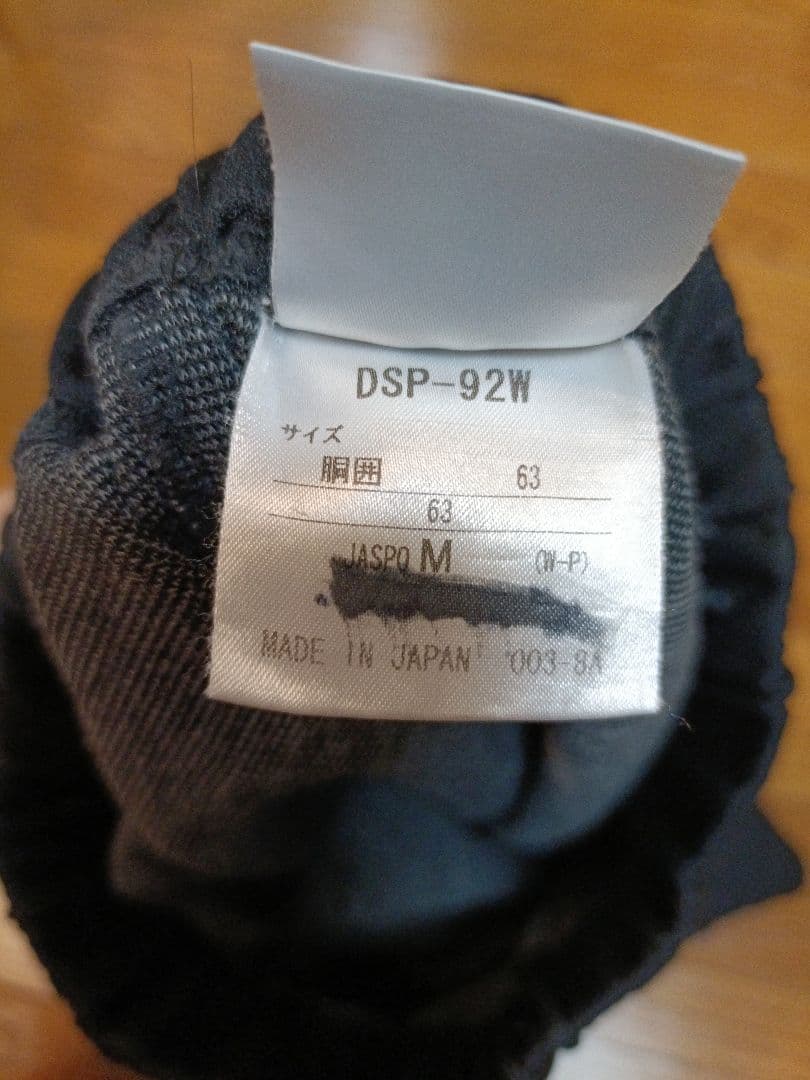 DSP-92W
サイズ
胴囲 63
63
JASPO M (W-P)
MADE IN JAPAN 003-8A